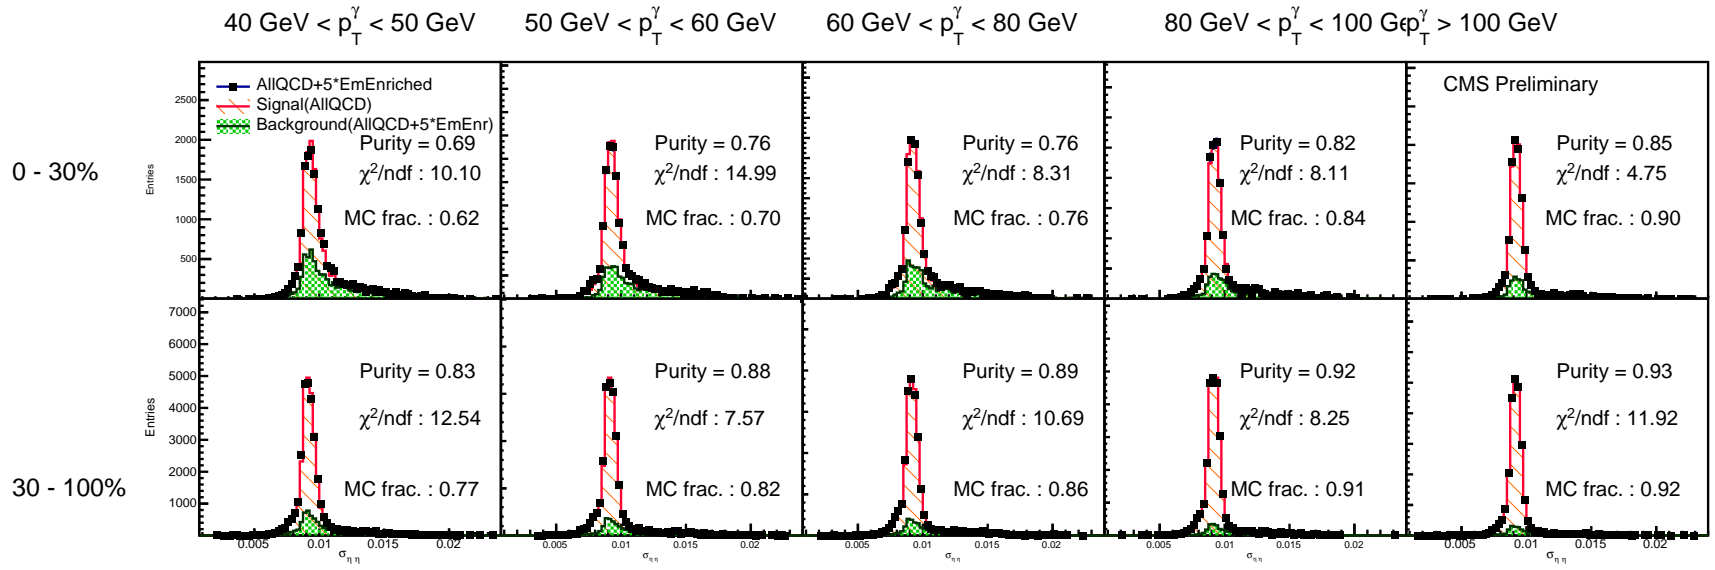 40 GeV < p_T^γ < 50 GeV
50 GeV < p_T^γ < 60 GeV
60 GeV < p_T^γ < 80 GeV
80 GeV < p_T^γ < 100 GeV
p_T^γ > 100 GeV
0 - 30%
Entries
2500
2000
1500
1000
500
AllQCD+5*EmEnriched
Signal(AllQCD)
Background(AllQCD+5*EmEnr)
Purity = 0.69
χ²/ndf : 10.10
MC frac. : 0.62
Purity = 0.76
χ²/ndf : 14.99
MC frac. : 0.70
Purity = 0.76
χ²/ndf : 8.31
MC frac. : 0.76
Purity = 0.82
χ²/ndf : 8.11
MC frac. : 0.84
CMS Preliminary
Purity = 0.85
χ²/ndf : 4.75
MC frac. : 0.90
30 - 100%
Entries
7000
6000
5000
4000
3000
2000
1000
Purity = 0.83
χ²/ndf : 12.54
MC frac. : 0.77
Purity = 0.88
χ²/ndf : 7.57
MC frac. : 0.82
Purity = 0.89
χ²/ndf : 10.69
MC frac. : 0.86
Purity = 0.92
χ²/ndf : 8.25
MC frac. : 0.91
Purity = 0.93
χ²/ndf : 11.92
MC frac. : 0.92
0.005 0.01 0.015 0.02
σ_ηη
0.005 0.01 0.015 0.02
σ_ηη
0.005 0.01 0.015 0.02
σ_ηη
0.005 0.01 0.015 0.02
σ_ηη
0.005 0.01 0.015 0.02
σ_ηη